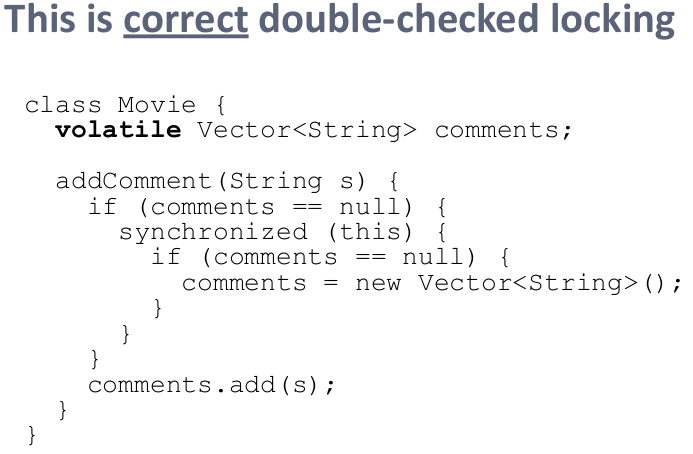 This is correct double-checked locking
class Movie {
volatile Vector<String> comments;
addComment(String s) {
if (comments == null) {
synchronized (this) {
if (comments == null) {
comments = new Vector<String>();
}
}
}
comments.add(s);
}
}